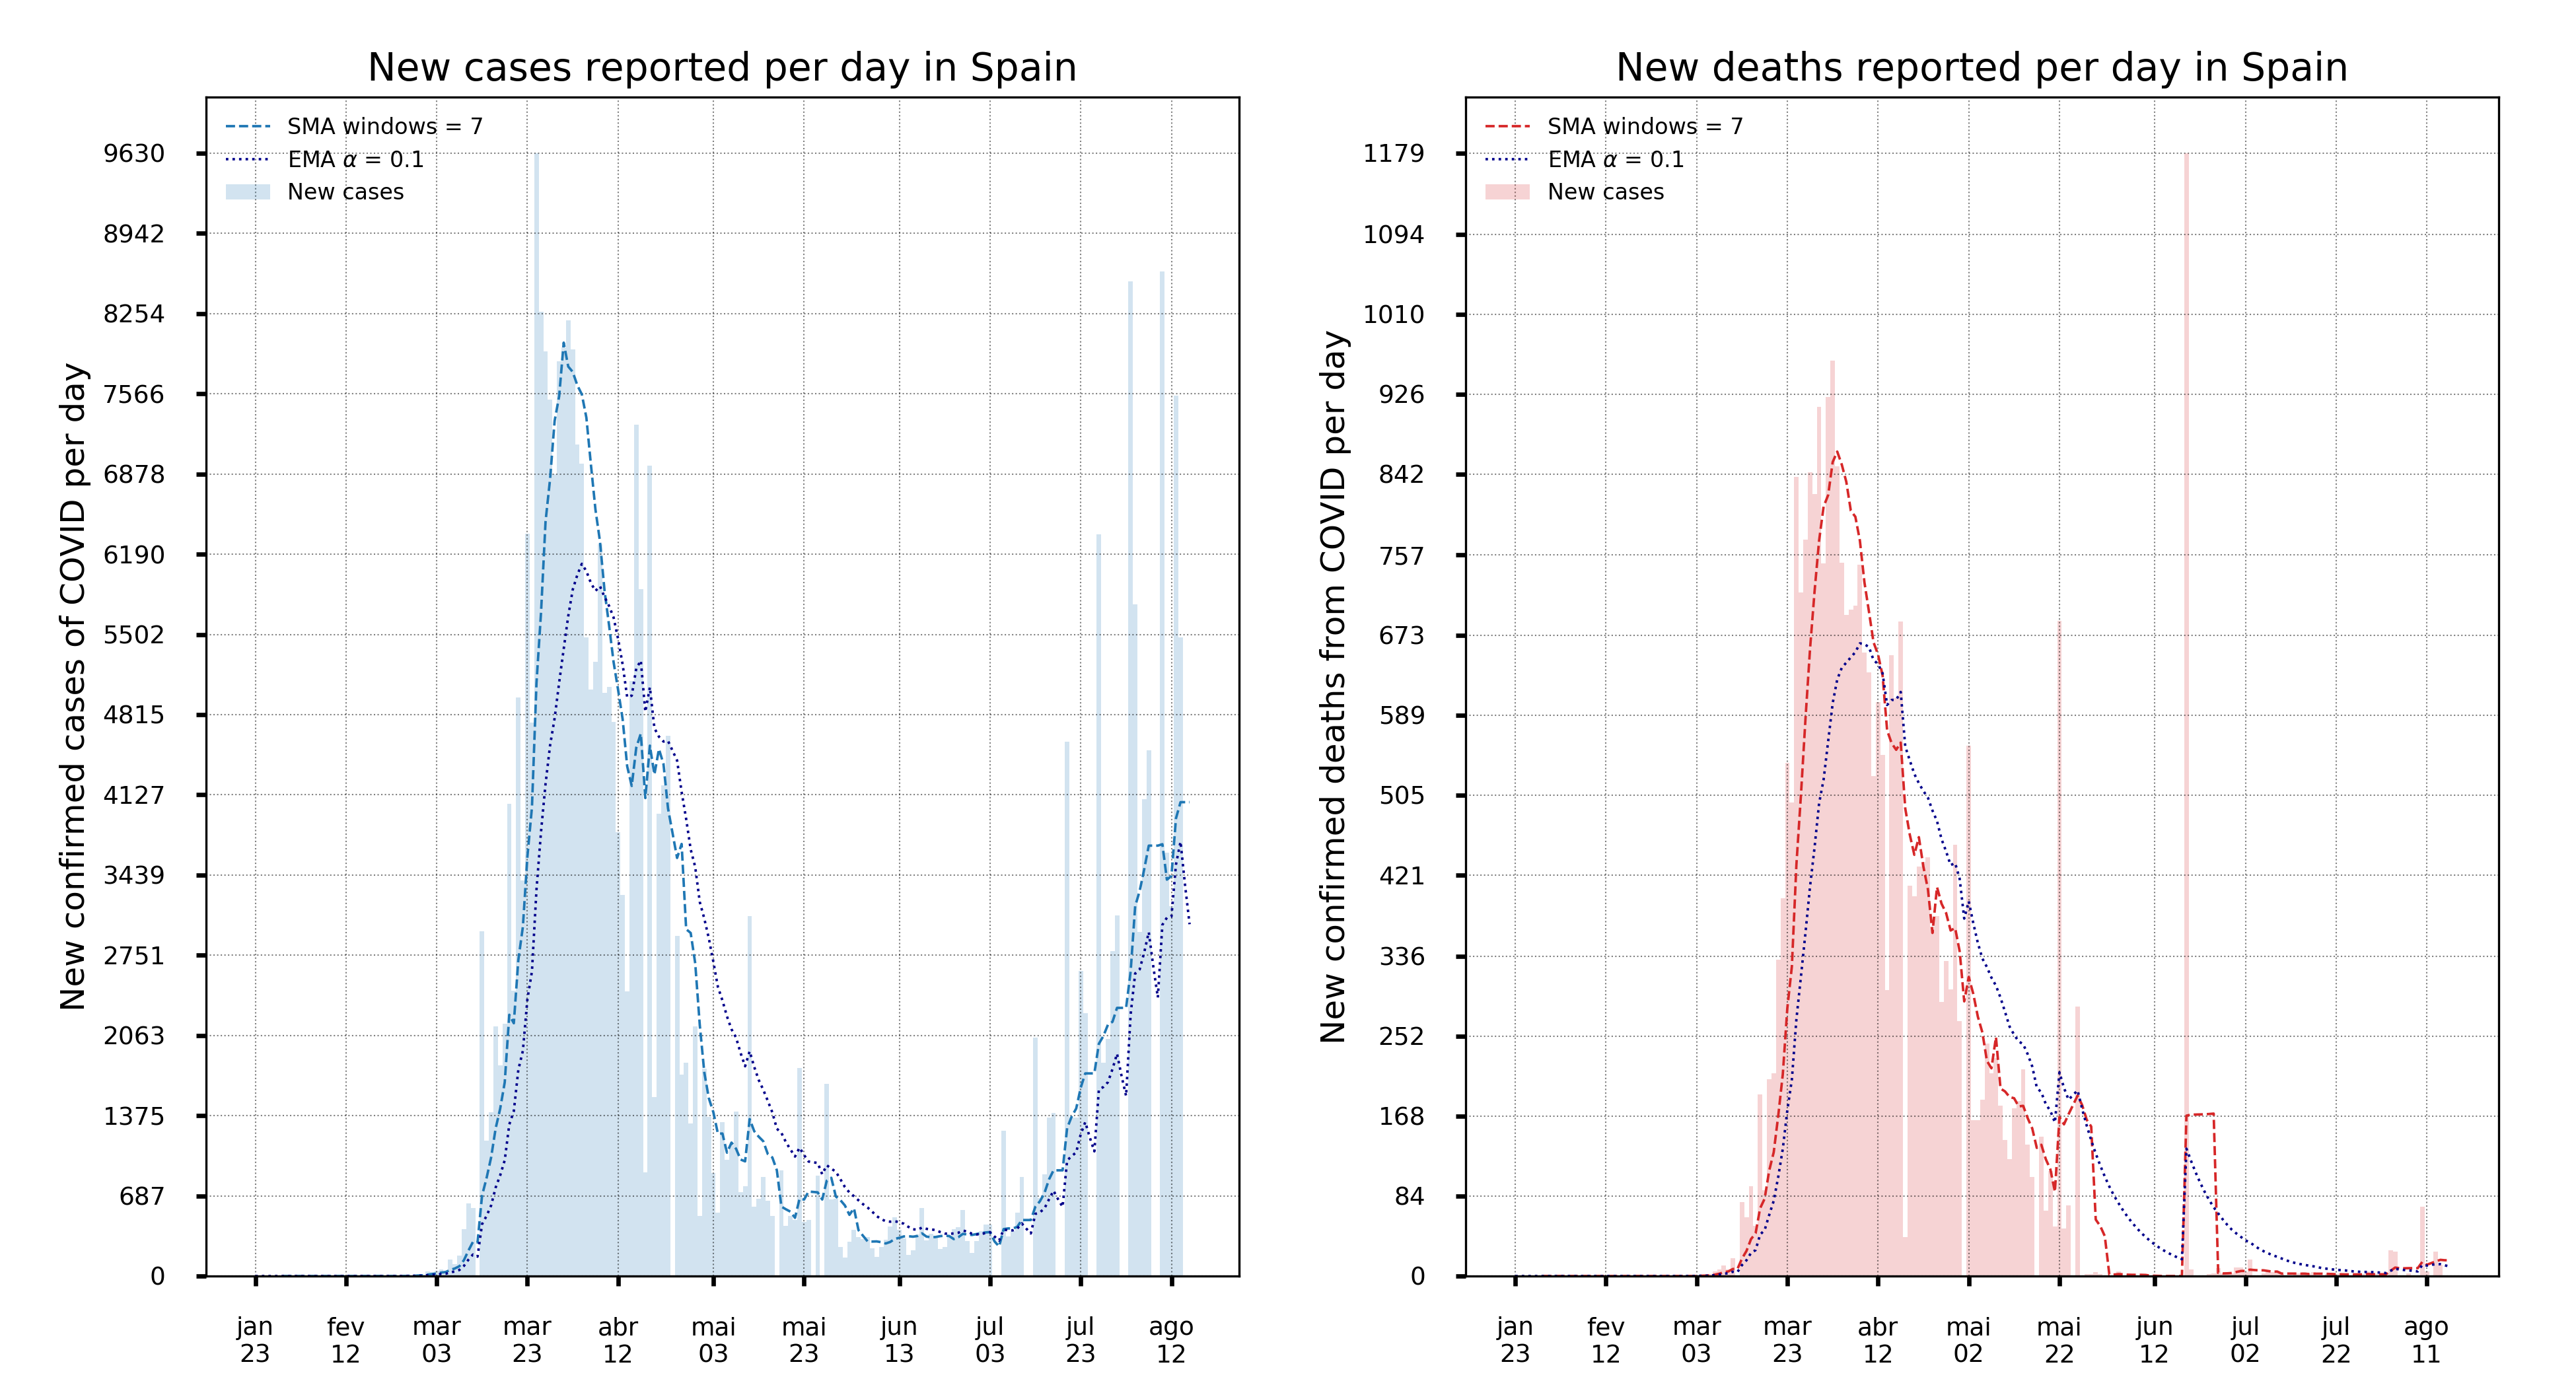 New cases reported per day in Spain
SMA windows = 7
EMA α = 0.1
New cases
New confirmed cases of COVID per day
9630
8942
8254
7566
6878
6190
5502
4815
4127
3439
2751
2063
1375
687
0
jan fev mar mar abr mai mai jun jul jul ago
23 12 03 23 12 03 23 13 03 23 12
New deaths reported per day in Spain
SMA windows = 7
EMA α = 0.1
New cases
New confirmed deaths from COVID per day
1179
1094
1010
926
842
757
673
589
505
421
336
252
168
84
0
jan fev mar mar abr mai mai jun jul jul ago
23 12 03 23 12 02 22 12 02 22 11